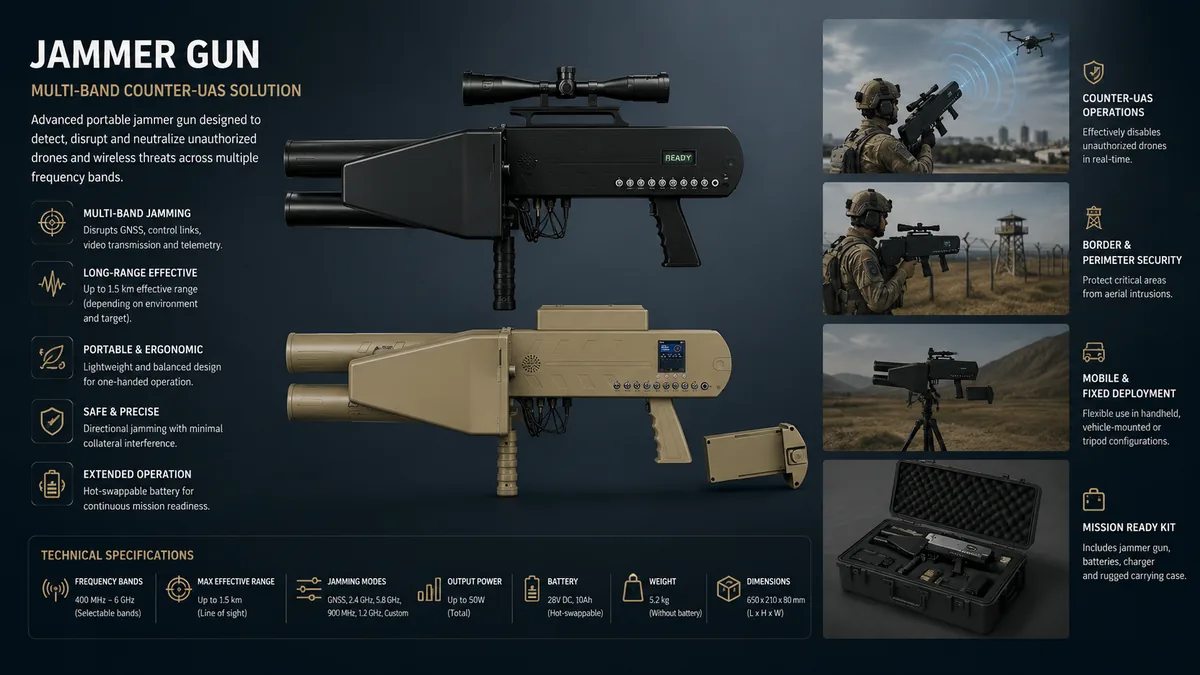 JAMMER GUN
MULTI-BAND COUNTER-UAS SOLUTION
Advanced portable jammer gun designed to
detect, disrupt and neutralize unauthorized
drones and wireless threats across multiple
frequency bands.
MULTI-BAND JAMMING
Disrupts GNSS, control links,
video transmission and telemetry.
LONG-RANGE EFFECTIVE
Up to 1.5 km effective range
(depending on environment
and target).
PORTABLE & ERGONOMIC
Lightweight and balanced design
for one-handed operation.
SAFE & PRECISE
Directional jamming with minimal
collateral interference.
EXTENDED OPERATION
Hot-swappable battery for
continuous mission readiness.
READY
COUNTER-UAS
OPERATIONS
Effectively disables
unauthorized drones
in real-time.
BORDER &
PERIMETER SECURITY
Protect critical areas
from aerial intrusions.
MOBILE &
FIXED DEPLOYMENT
Flexible use in handheld,
vehicle-mounted or
tripod configurations.
MISSION READY KIT
Includes jammer gun,
batteries, charger
and rugged carrying case.
TECHNICAL SPECIFICATIONS
FREQUENCY BANDS
400 MHz – 6 GHz
(Selectable bands)
MAX EFFECTIVE RANGE
Up to 1.5 km
(Line of sight)
JAMMING MODES
GNSS, 2.4 GHz, 5.8 GHz,
900 MHz, 1.2 GHz, Custom
OUTPUT POWER
Up to 50W
(Total)
BATTERY
28V DC, 10Ah
(Hot-swappable)
WEIGHT
5.2 kg
(Without battery)
DIMENSIONS
650 x 210 x 80 mm
(L x H x W)